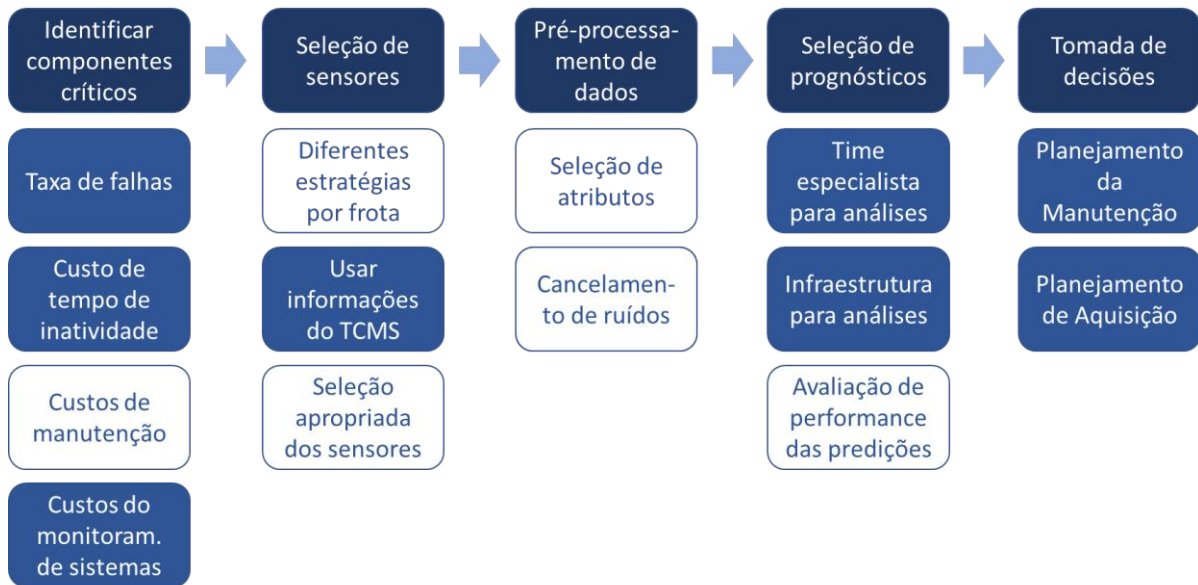 Identificar
componentes
críticos
Seleção de
sensores
Pré-processa-
mento de
dados
Seleção de
prognósticos
Tomada de
decisões
Taxa de falhas
Custo de
tempo de
inatividade
Custos de
manutenção
Custos do
monitoram.
de sistemas
Diferentes
estratégias
por frota
Usar
informações
do TCMS
Seleção
apropriada
dos sensores
Seleção de
atributos
Cancelamen-
to de ruídos
Time
especialista
para análises
Infraestrutura
para análises
Avaliação de
performance
das predições
Planejamento
da
Manutenção
Planejamento
de Aquisição